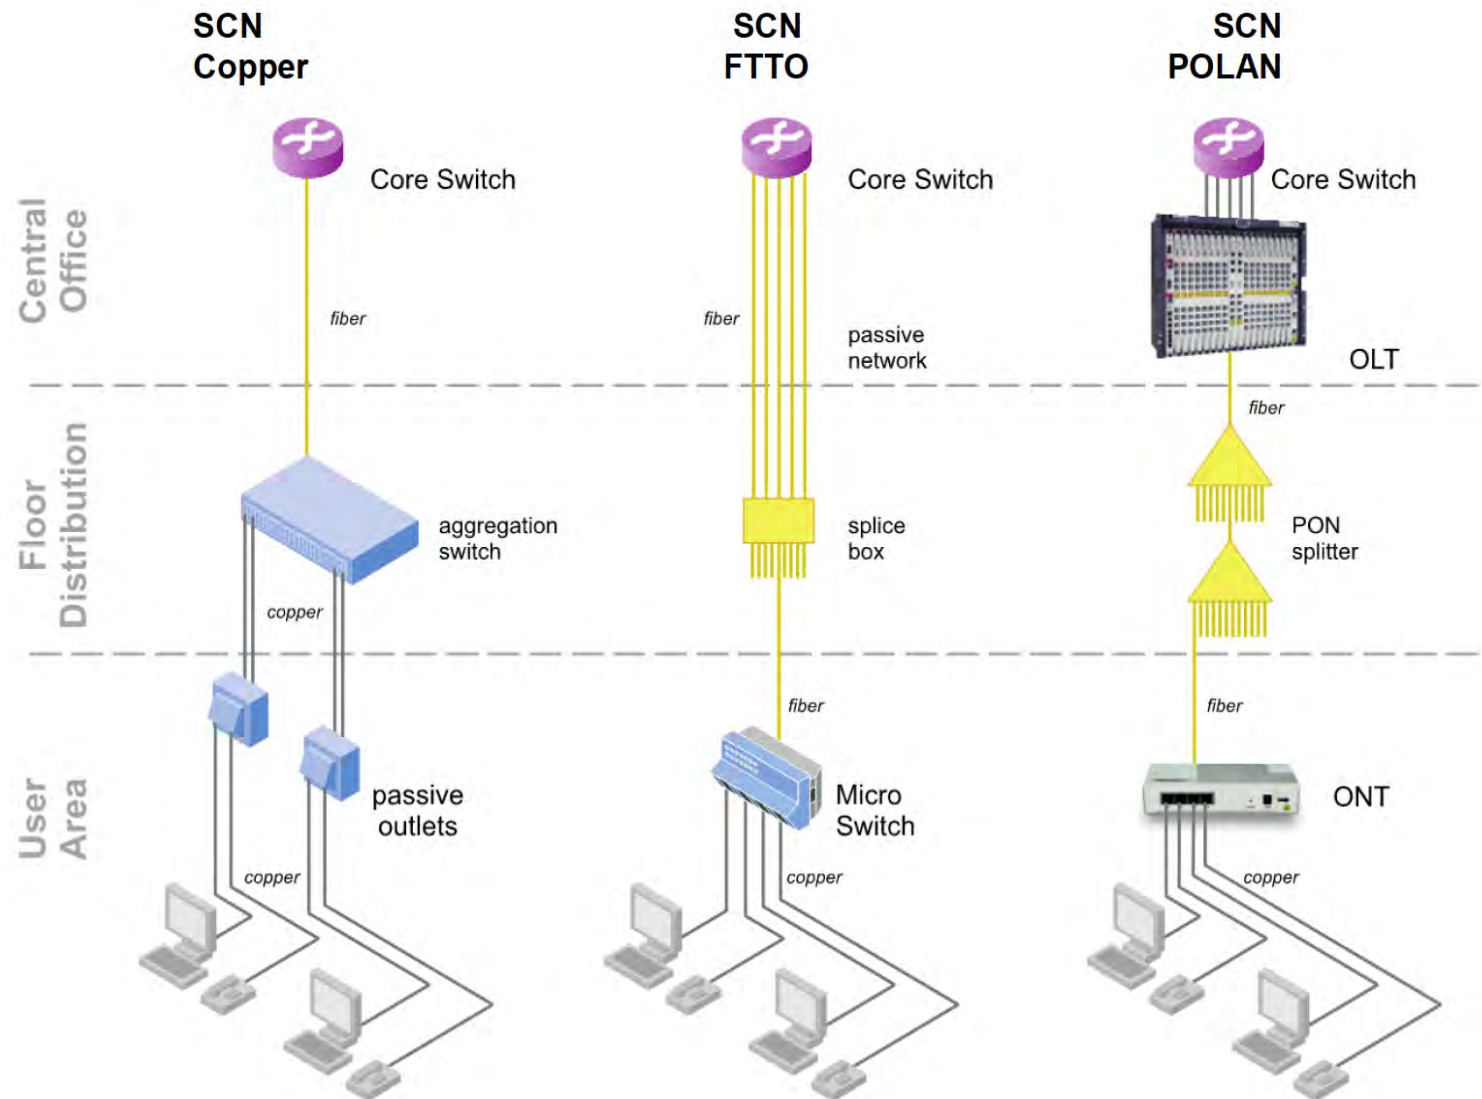 SCN
Copper
SCN
FTTO
SCN
POLAN
Central
Office
Core Switch
Core Switch
Core Switch
fiber
fiber
passive
network
OLT
Floor
Distribution
fiber
aggregation
switch
splice
box
PON
splitter
copper
User
Area
fiber
fiber
passive
outlets
Micro
Switch
ONT
copper
copper
copper